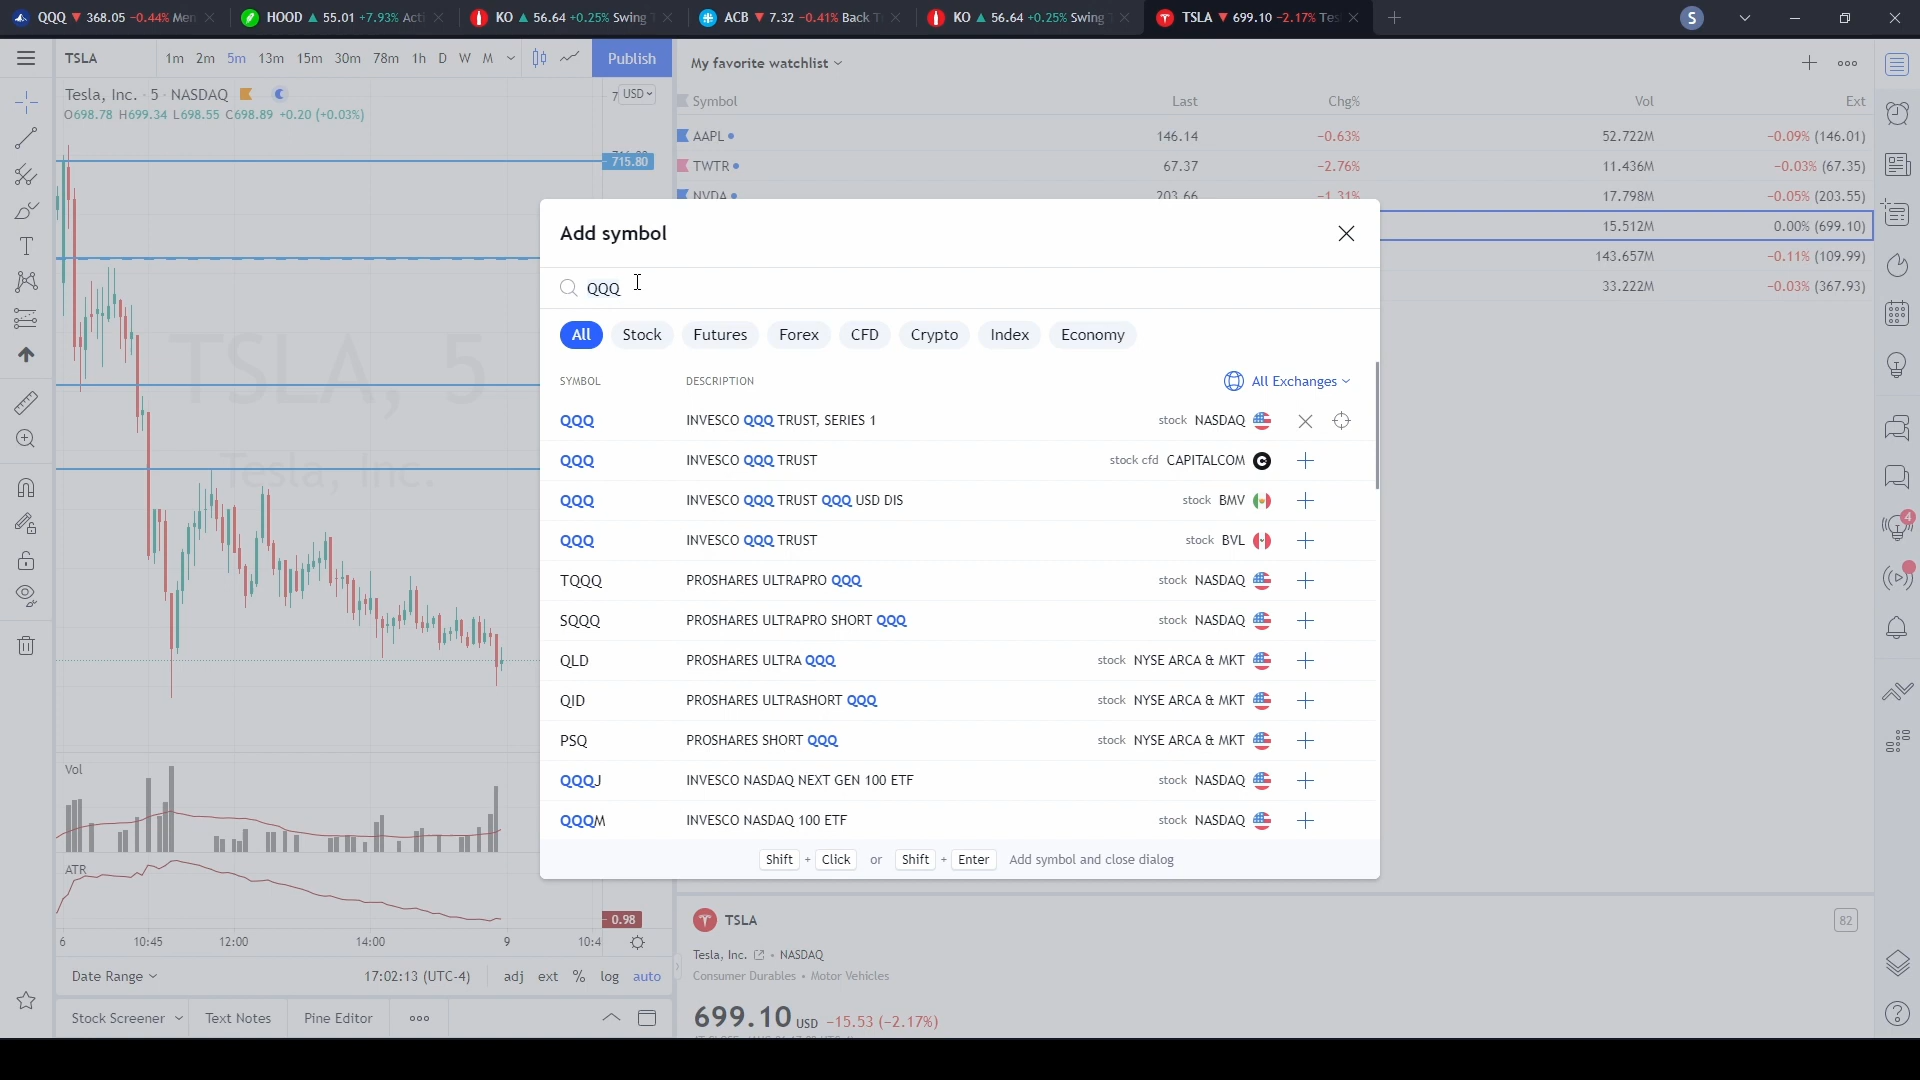 QQQ ▼ 368.05 −0.44% Men
HOOD ▲ 55.01 +7.93% Acti
KO ▲ 56.64 +0.25% Swing T
ACB ▼ 7.32 −0.41% Back T
KO ▲ 56.64 +0.25% Swing T
TSLA ▼ 699.10 −2.17% Tes
S
TSLA 1m 2m 5m 13m 15m 30m 78m 1h D W M Publish
My favorite watchlist
Tesla, Inc. · 5 · NASDAQ
USD
O698.78 H699.34 L698.55 C698.89 +0.20 (+0.03%)
Symbol Last Chg% Vol Ext
AAPL 146.14 −0.63% 52.722M −0.09% (146.01)
TWTR 67.37 −2.76% 11.436M −0.03% (67.35)
NVDA 203.66 −1.31% 17.798M −0.05% (203.55)
15.512M 0.00% (699.10)
143.657M −0.11% (109.99)
33.222M −0.03% (367.93)
715.80
TSLA, 5
Tesla, Inc.
Add symbol
QQQ
All Stock Futures Forex CFD Crypto Index Economy
SYMBOL DESCRIPTION All Exchanges
QQQ INVESCO QQQ TRUST, SERIES 1 stock NASDAQ
QQQ INVESCO QQQ TRUST stock cfd CAPITALCOM
QQQ INVESCO QQQ TRUST QQQ USD DIS stock BMV
QQQ INVESCO QQQ TRUST stock BVL
TQQQ PROSHARES ULTRAPRO QQQ stock NASDAQ
SQQQ PROSHARES ULTRAPRO SHORT QQQ stock NASDAQ
QLD PROSHARES ULTRA QQQ stock NYSE ARCA & MKT
QID PROSHARES ULTRASHORT QQQ stock NYSE ARCA & MKT
PSQ PROSHARES SHORT QQQ stock NYSE ARCA & MKT
QQQJ INVESCO NASDAQ NEXT GEN 100 ETF stock NASDAQ
QQQM INVESCO NASDAQ 100 ETF stock NASDAQ
Shift + Click or Shift + Enter Add symbol and close dialog
4
Vol
ATR
0.98
6 10:45 12:00 14:00 9 10:4
Date Range 17:02:13 (UTC-4) adj ext % log auto
Stock Screener Text Notes Pine Editor
TSLA
82
Tesla, Inc. · NASDAQ
Consumer Durables • Motor Vehicles
699.10 USD −15.53 (−2.17%)